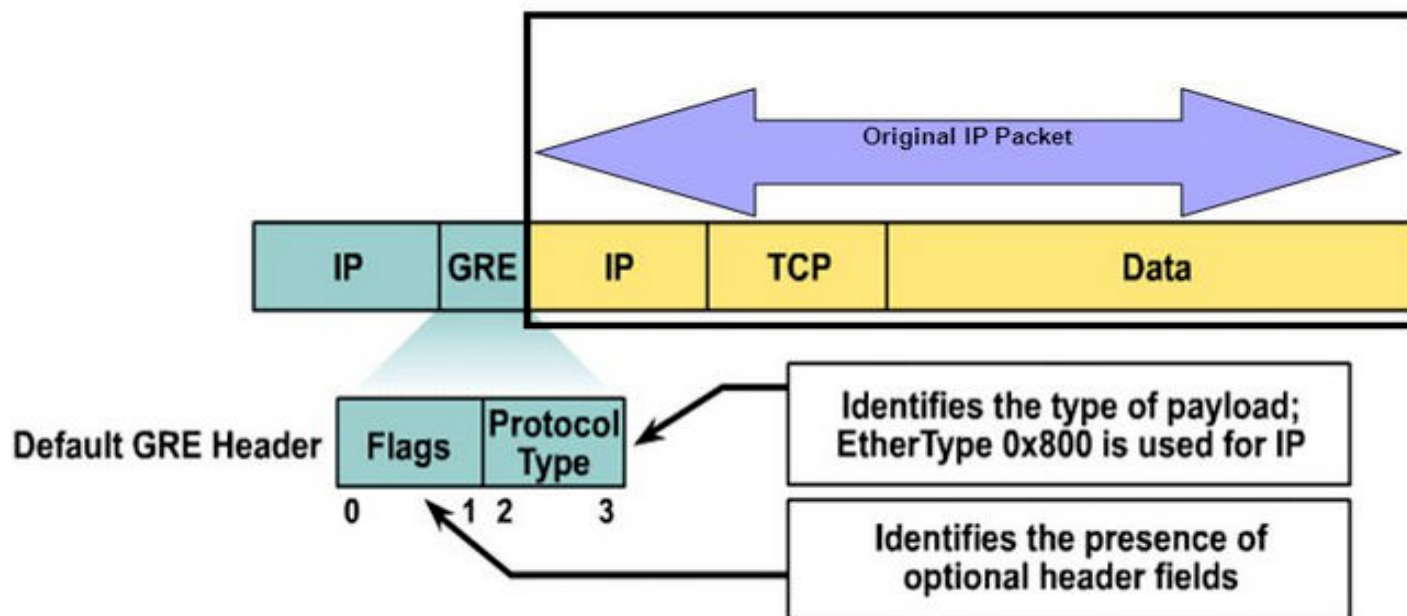 Original IP Packet
IP GRE IP TCP Data
Default GRE Header
Flags
Protocol
Type
0 1 2 3
Identifies the type of payload;
EtherType 0x800 is used for IP
Identifies the presence of
optional header fields